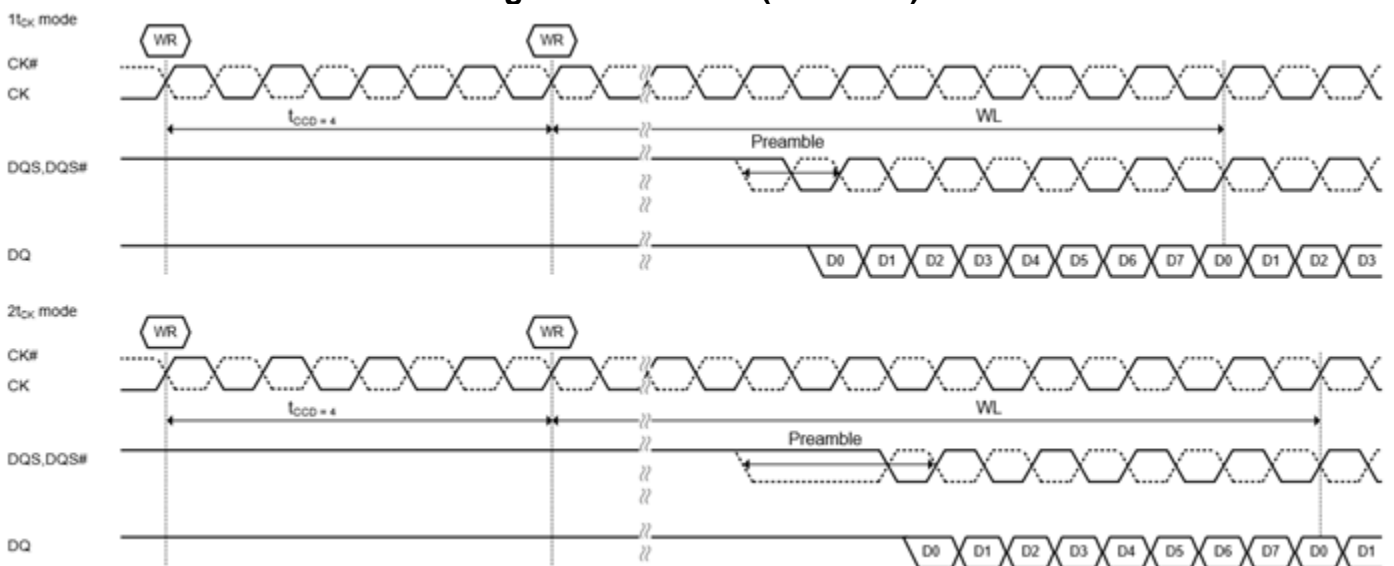 1tCK mode
WR WR
CK#
CK
tCCD = 4 WL
Preamble
DQS,DQS#
DQ D0 D1 D2 D3 D4 D5 D6 D7 D0 D1 D2 D3
2tCK mode
WR WR
CK#
CK
tCCD = 4 WL
Preamble
DQS,DQS#
DQ D0 D1 D2 D3 D4 D5 D6 D7 D0 D1